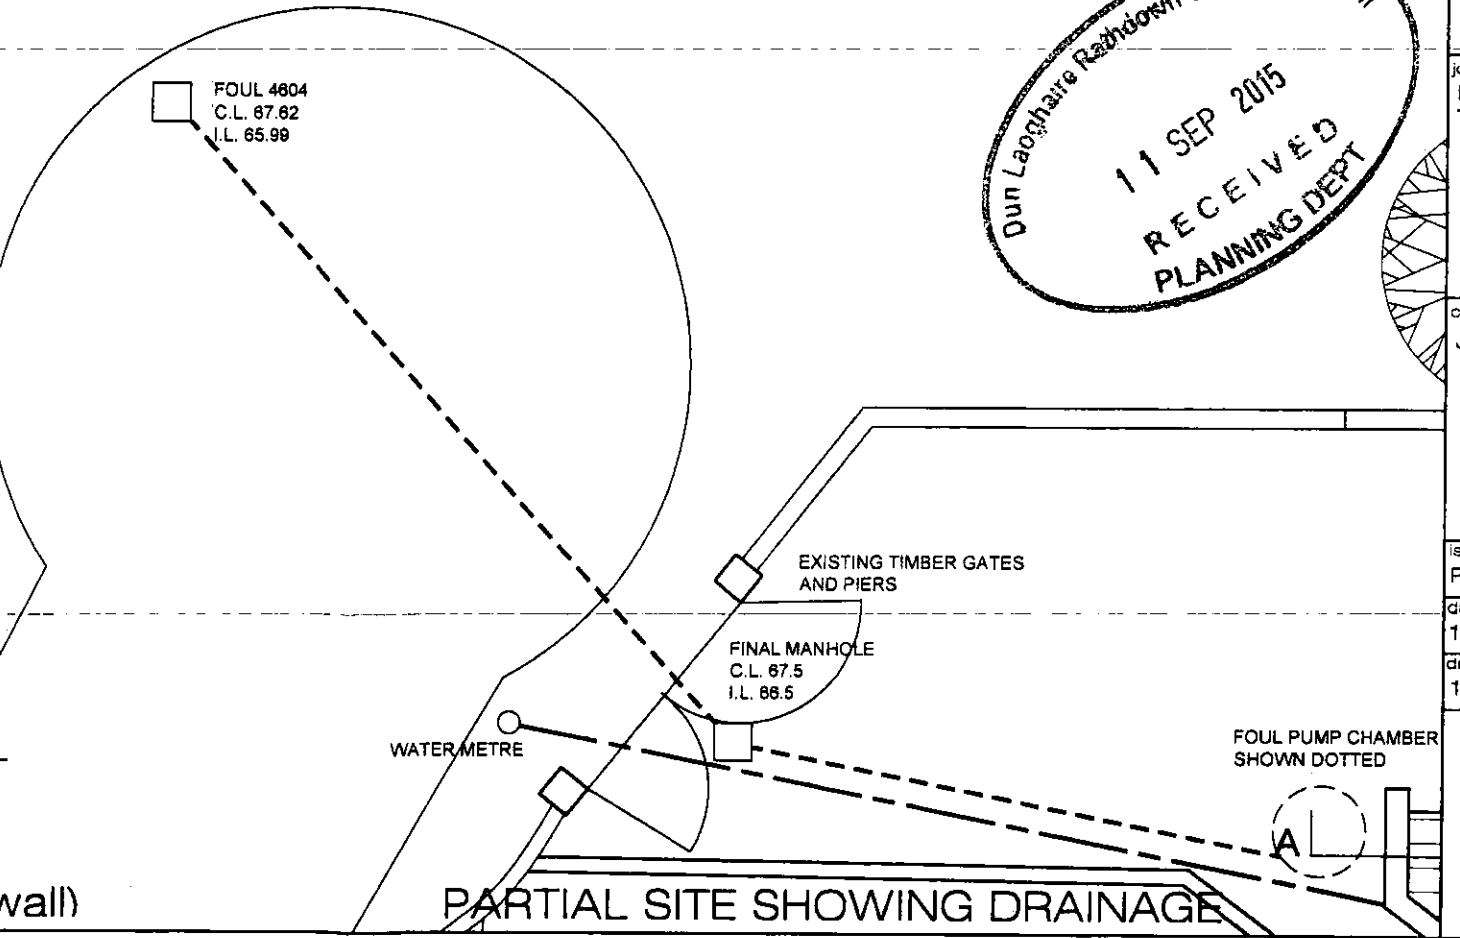 FOUL 4604
C.L. 67.62
I.L. 65.99
Dun Laoghaire Rathdown
11 SEP 2015
RECEIVED
PLANNING DEPT
EXISTING TIMBER GATES
AND PIERS
FINAL MANHOLE
C.L. 67.5
I.L. 66.5
WATER METRE
FOUL PUMP CHAMBER
SHOWN DOTTED
A
wall)
PARTIAL SITE SHOWING DRAINAGE